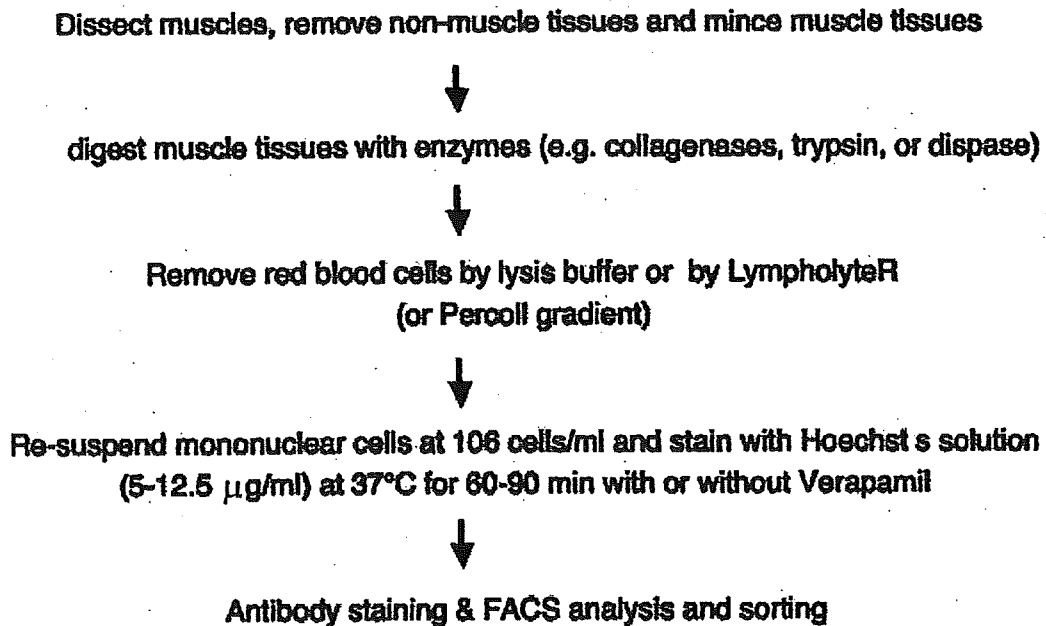 Dissect muscles, remove non-muscle tissues and mince muscle tissues
digest muscle tissues with enzymes (e.g. collagenases, trypsin, or dispase)
Remove red blood cells by lysis buffer or by LympholyteR
(or Percoll gradient)
Re-suspend mononuclear cells at 106 cells/ml and stain with Hoechst s solution
(5-12.5 μg/ml) at 37°C for 60-90 min with or without Verapamil
Antibody staining & FACS analysis and sorting